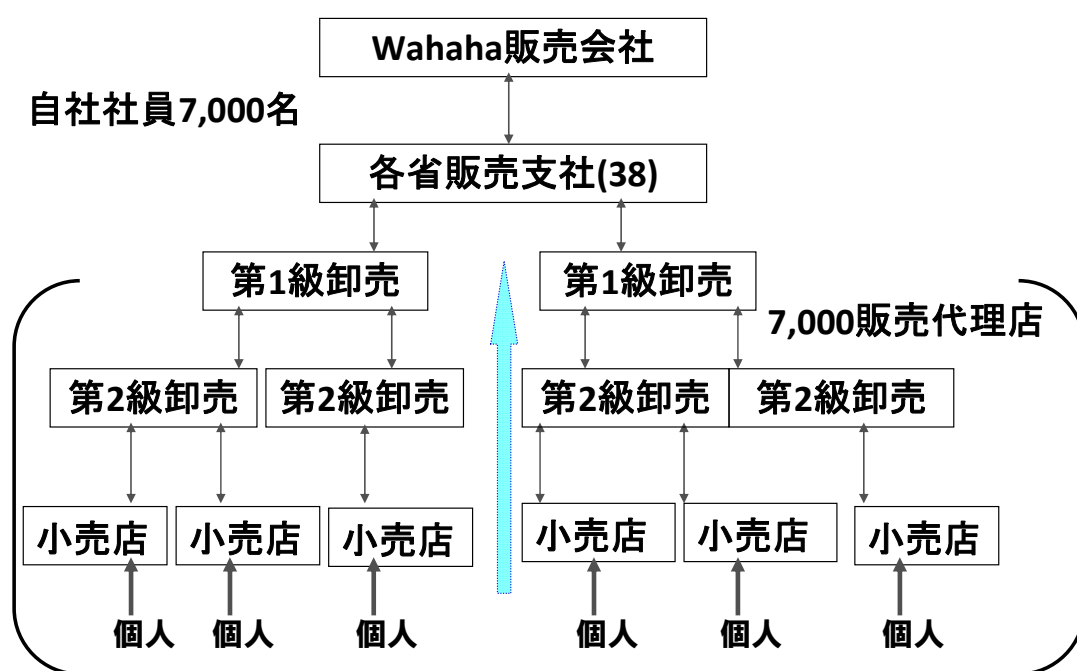 Wahaha販売会社
自社社員7,000名
各省販売支社(38)
第1級卸売
第1級卸売
7,000販売代理店
第2級卸売
第2級卸売
第2級卸売
第2級卸売
小売店
小売店
小売店
小売店
小売店
小売店
個人
個人
個人
個人
個人
個人